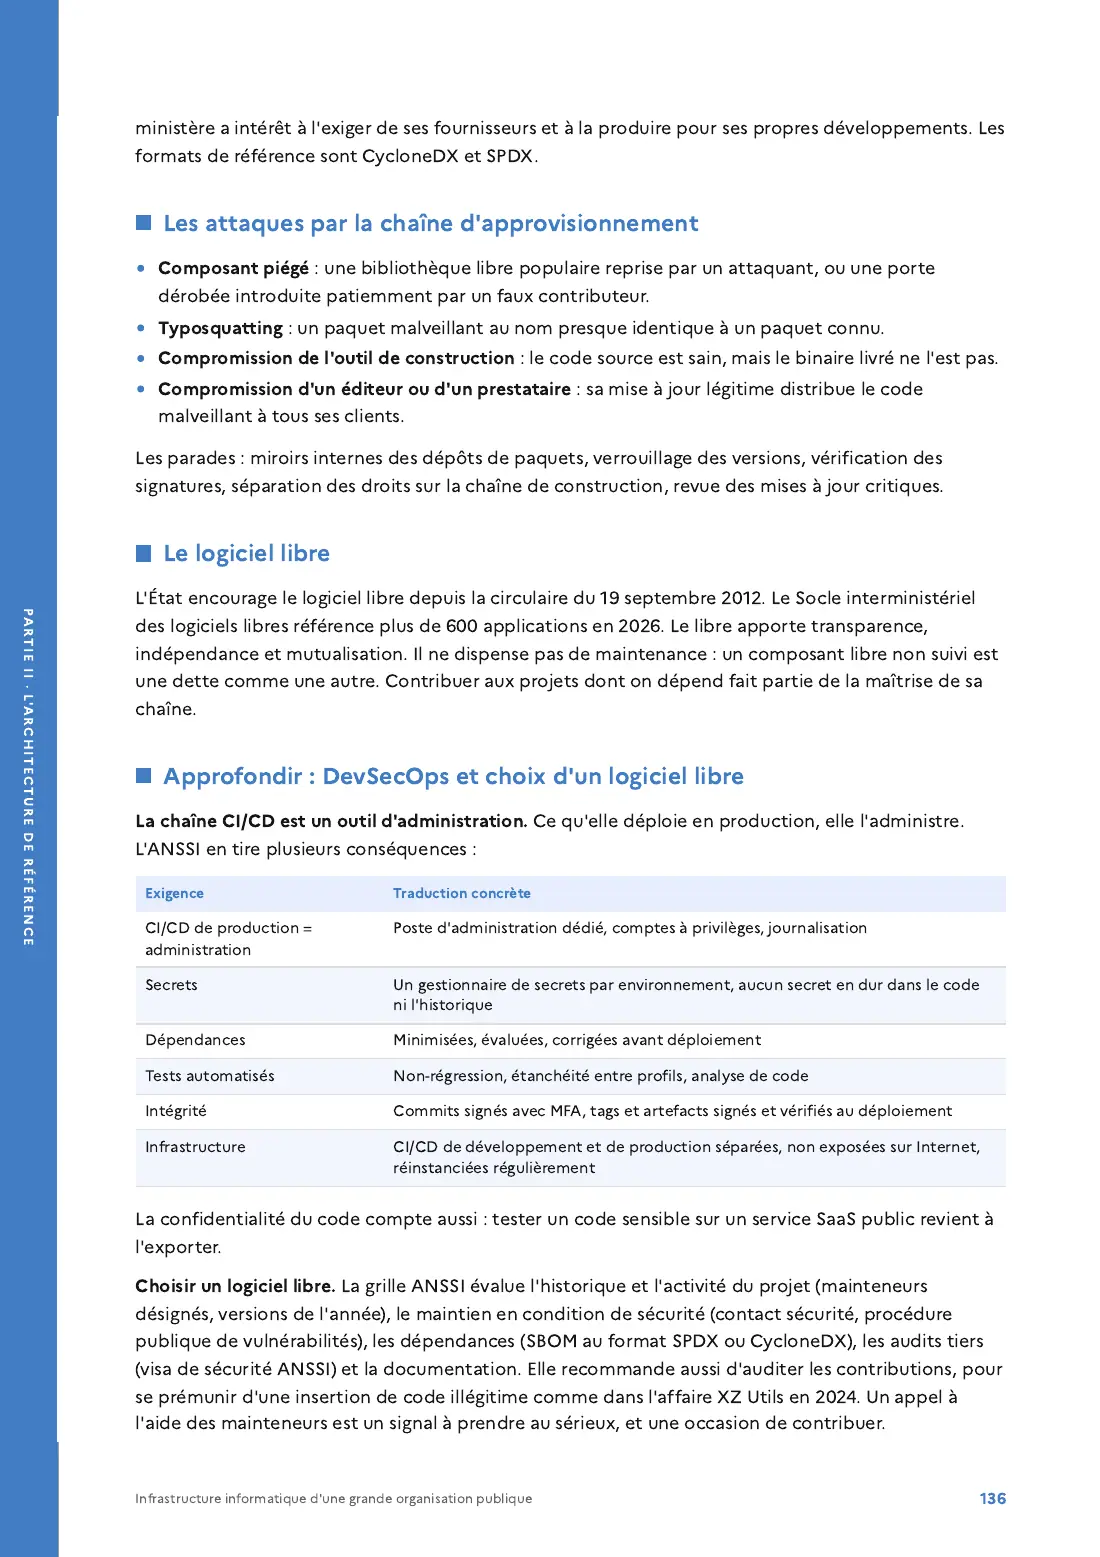 ministère a intérêt à l'exiger de ses fournisseurs et à la produire pour ses propres développements. Les
formats de référence sont CycloneDX et SPDX.
Les attaques par la chaîne d'approvisionnement
• Composant piégé : une bibliothèque libre populaire reprise par un attaquant, ou une porte
dérobée introduite patiemment par un faux contributeur.
• Typosquatting : un paquet malveillant au nom presque identique à un paquet connu.
• Compromission de l'outil de construction : le code source est sain, mais le binaire livré ne l'est pas.
• Compromission d'un éditeur ou d'un prestataire : sa mise à jour légitime distribue le code
malveillant à tous ses clients.
Les parades : miroirs internes des dépôts de paquets, verrouillage des versions, vérification des
signatures, séparation des droits sur la chaîne de construction, revue des mises à jour critiques.
Le logiciel libre
L'État encourage le logiciel libre depuis la circulaire du 19 septembre 2012. Le Socle interministériel
des logiciels libres référence plus de 600 applications en 2026. Le libre apporte transparence,
indépendance et mutualisation. Il ne dispense pas de maintenance : un composant libre non suivi est
une dette comme une autre. Contribuer aux projets dont on dépend fait partie de la maîtrise de sa
chaîne.
Approfondir : DevSecOps et choix d'un logiciel libre
La chaîne CI/CD est un outil d'administration. Ce qu'elle déploie en production, elle l'administre.
L'ANSSI en tire plusieurs conséquences :
Exigence Traduction concrète
CI/CD de production = Poste d'administration dédié, comptes à privilèges, journalisation
administration
Secrets Un gestionnaire de secrets par environnement, aucun secret en dur dans le code
ni l'historique
Dépendances Minimisées, évaluées, corrigées avant déploiement
Tests automatisés Non-régression, étanchéité entre profils, analyse de code
Intégrité Commits signés avec MFA, tags et artefacts signés et vérifiés au déploiement
Infrastructure CI/CD de développement et de production séparées, non exposées sur Internet,
réinstanciées régulièrement
La confidentialité du code compte aussi : tester un code sensible sur un service SaaS public revient à
l'exporter.
Choisir un logiciel libre. La grille ANSSI évalue l'historique et l'activité du projet (mainteneurs
désignés, versions de l'année), le maintien en condition de sécurité (contact sécurité, procédure
publique de vulnérabilités), les dépendances (SBOM au format SPDX ou CycloneDX), les audits tiers
(visa de sécurité ANSSI) et la documentation. Elle recommande aussi d'auditer les contributions, pour
se prémunir d'une insertion de code illégitime comme dans l'affaire XZ Utils en 2024. Un appel à
l'aide des mainteneurs est un signal à prendre au sérieux, et une occasion de contribuer.
Infrastructure informatique d'une grande organisation publique 136
PARTIE II · L'ARCHITECTURE DE RÉFÉRENCE